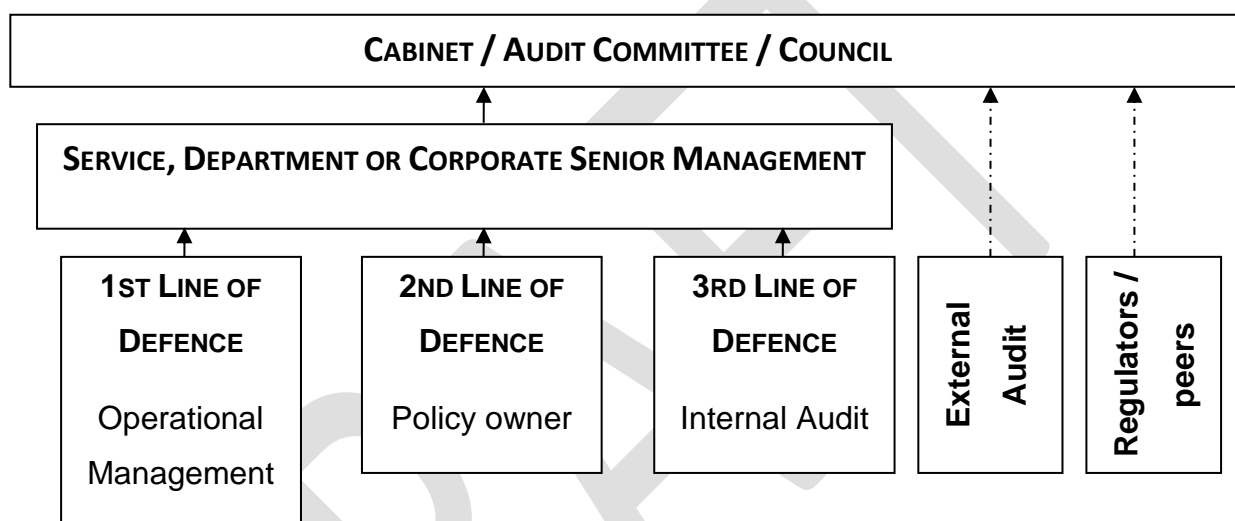 CABINET / AUDIT COMMITTEE / COUNCIL
SERVICE, DEPARTMENT OR CORPORATE SENIOR MANAGEMENT
1ST LINE OF
DEFENCE
Operational
Management
2ND LINE OF
DEFENCE
Policy owner
3RD LINE OF
DEFENCE
Internal Audit
External
Audit
Regulators /
peers